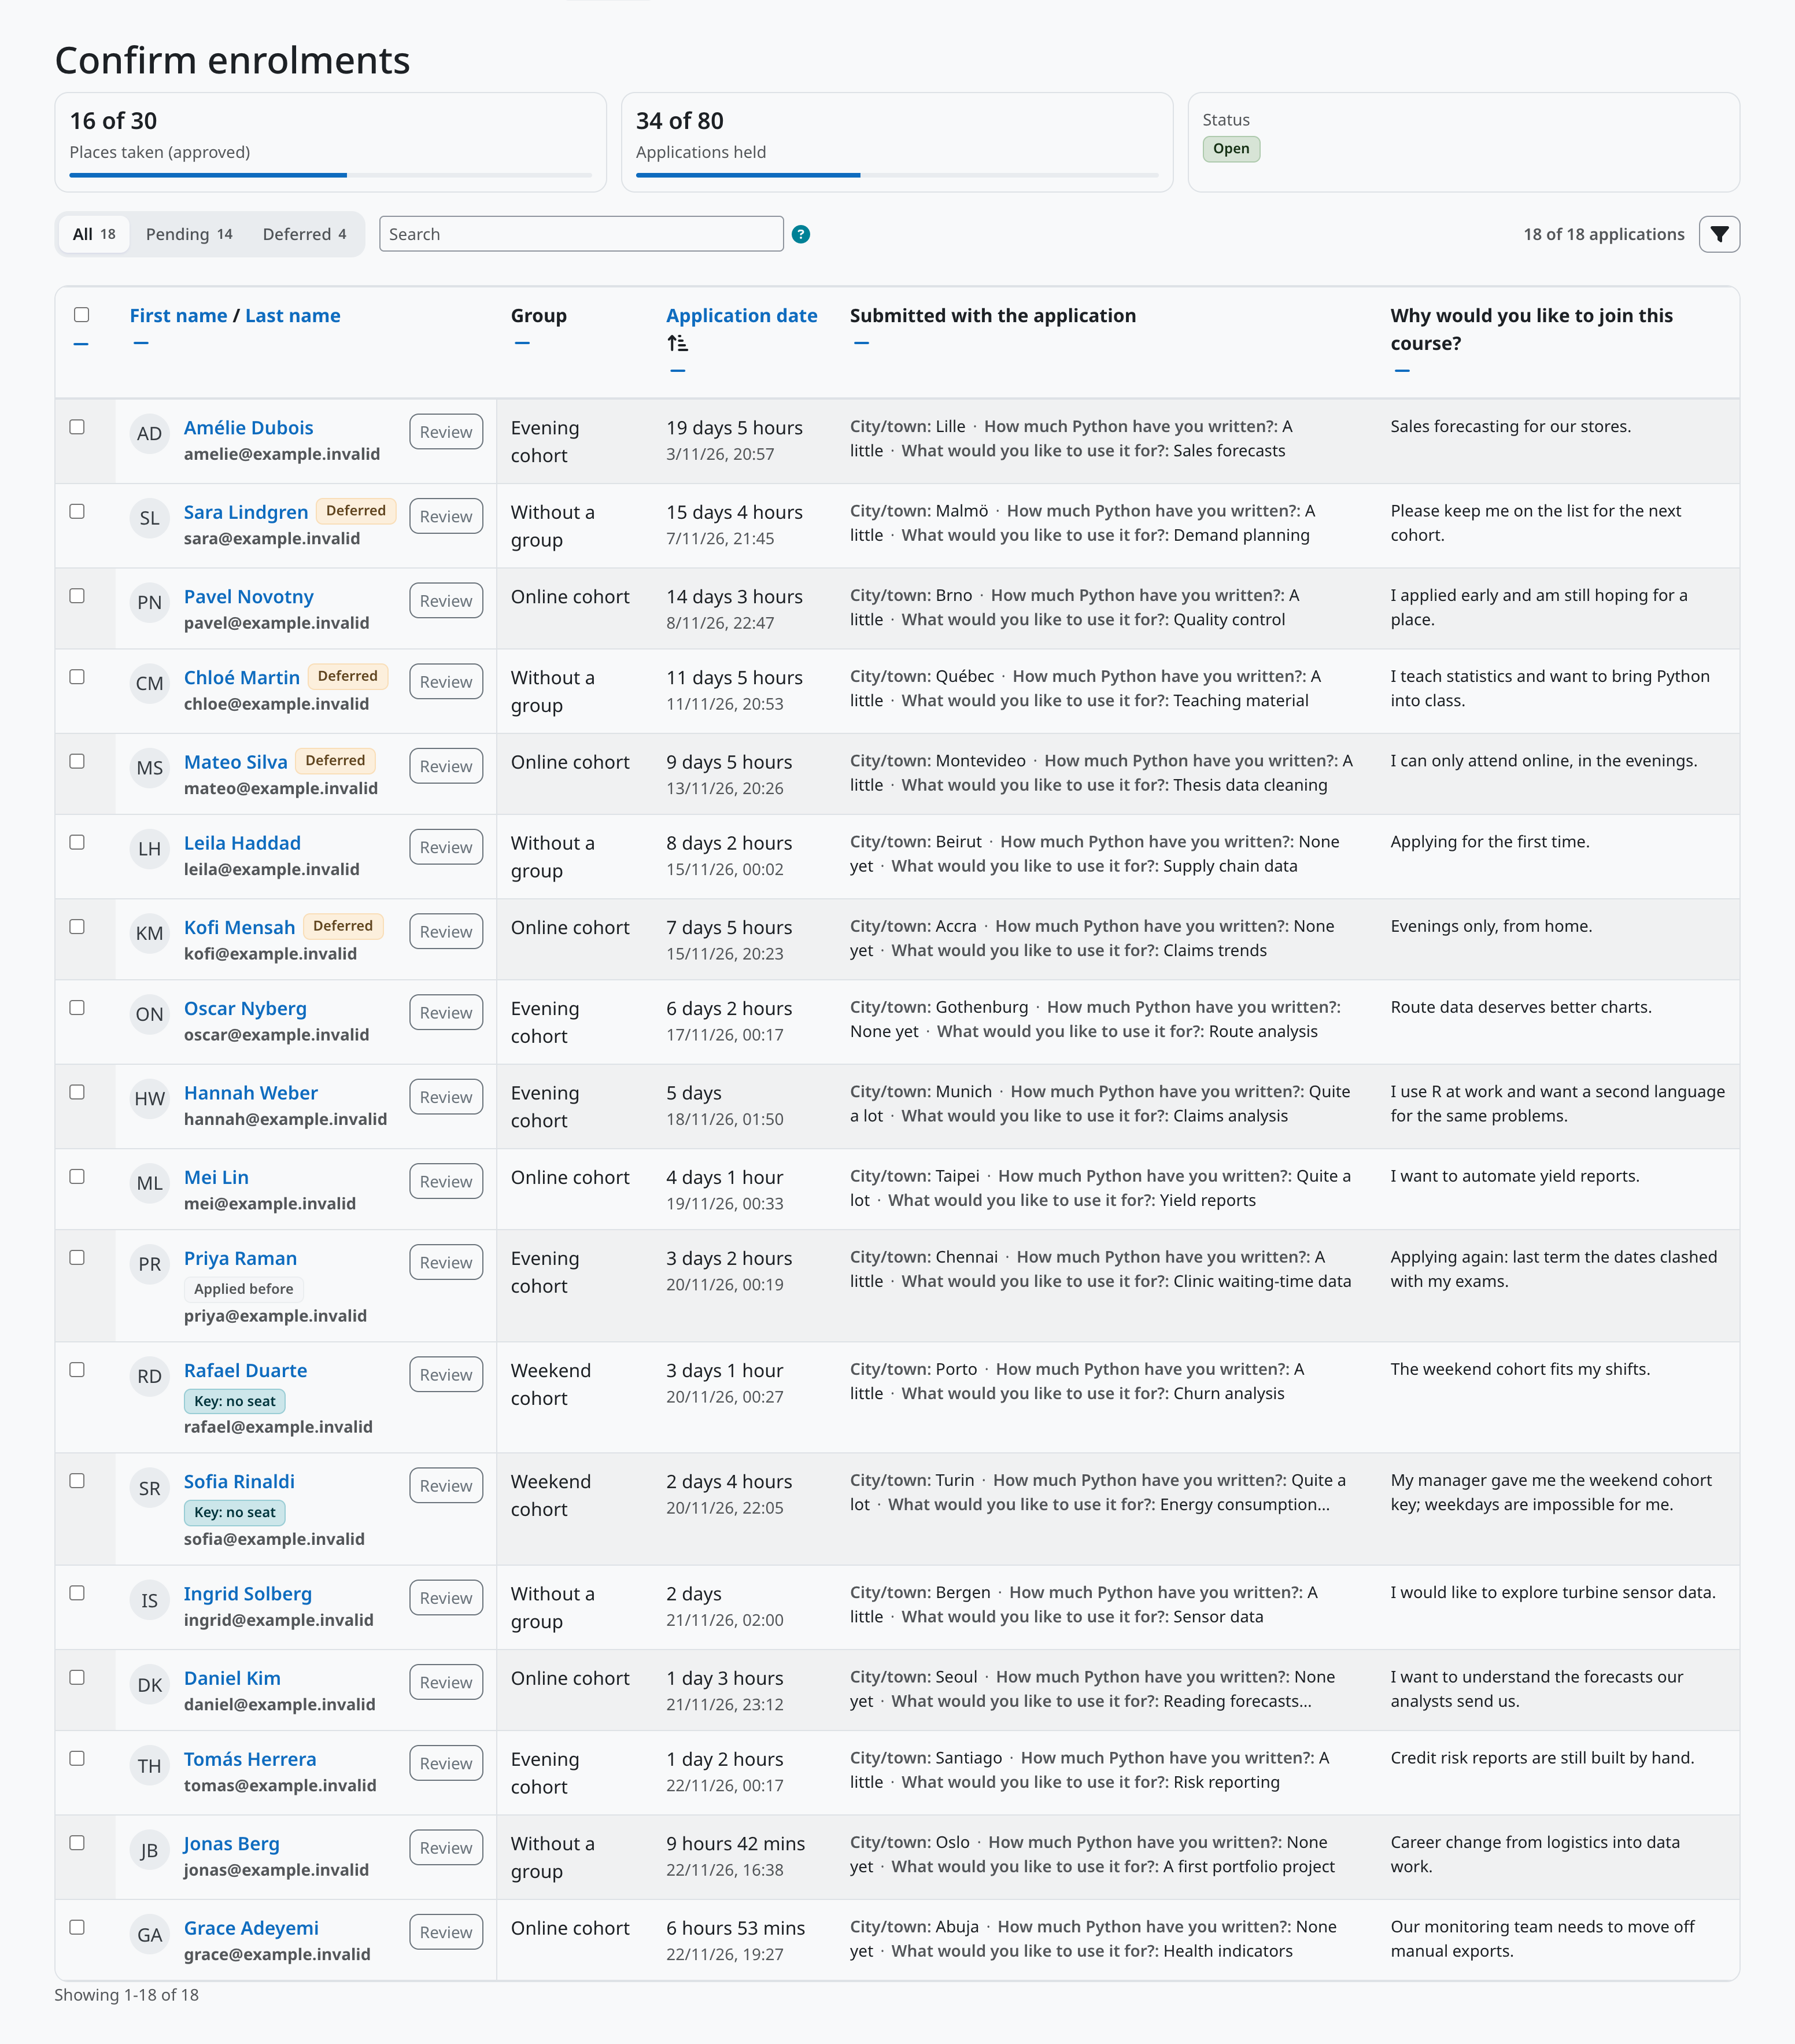 Confirm enrolments
16 of 30
Places taken (approved)
34 of 80
Applications held
Status
Open
All 18
Pending 14
Deferred 4
Search
?
18 of 18 applications
First name / Last name
Group
Application date
Submitted with the application
Why would you like to join this
course?
AD
Amélie Dubois
amelie@example.invalid
Review
Evening
cohort
19 days 5 hours
3/11/26, 20:57
City/town: Lille · How much Python have you written?: A
little · What would you like to use it for?: Sales forecasts
Sales forecasting for our stores.
SL
Sara Lindgren Deferred
sara@example.invalid
Review
Without a
group
15 days 4 hours
7/11/26, 21:45
City/town: Malmö · How much Python have you written?: A
little · What would you like to use it for?: Demand planning
Please keep me on the list for the next
cohort.
PN
Pavel Novotny
pavel@example.invalid
Review
Online cohort
14 days 3 hours
8/11/26, 22:47
City/town: Brno · How much Python have you written?: A
little · What would you like to use it for?: Quality control
I applied early and am still hoping for a
place.
CM
Chloé Martin Deferred
chloe@example.invalid
Review
Without a
group
11 days 5 hours
11/11/26, 20:53
City/town: Québec · How much Python have you written?: A
little · What would you like to use it for?: Teaching material
I teach statistics and want to bring Python
into class.
MS
Mateo Silva Deferred
mateo@example.invalid
Review
Online cohort
9 days 5 hours
13/11/26, 20:26
City/town: Montevideo · How much Python have you written?: A
little · What would you like to use it for?: Thesis data cleaning
I can only attend online, in the evenings.
LH
Leila Haddad
leila@example.invalid
Review
Without a
group
8 days 2 hours
15/11/26, 00:02
City/town: Beirut · How much Python have you written?: None
yet · What would you like to use it for?: Supply chain data
Applying for the first time.
KM
Kofi Mensah Deferred
kofi@example.invalid
Review
Online cohort
7 days 5 hours
15/11/26, 20:23
City/town: Accra · How much Python have you written?: None
yet · What would you like to use it for?: Claims trends
Evenings only, from home.
ON
Oscar Nyberg
oscar@example.invalid
Review
Evening
cohort
6 days 2 hours
17/11/26, 00:17
City/town: Gothenburg · How much Python have you written?:
None yet · What would you like to use it for?: Route analysis
Route data deserves better charts.
HW
Hannah Weber
hannah@example.invalid
Review
Evening
cohort
5 days
18/11/26, 01:50
City/town: Munich · How much Python have you written?: Quite
a lot · What would you like to use it for?: Claims analysis
I use R at work and want a second language
for the same problems.
ML
Mei Lin
mei@example.invalid
Review
Online cohort
4 days 1 hour
19/11/26, 00:33
City/town: Taipei · How much Python have you written?: Quite a
lot · What would you like to use it for?: Yield reports
I want to automate yield reports.
PR
Priya Raman
Applied before
priya@example.invalid
Review
Evening
cohort
3 days 2 hours
20/11/26, 00:19
City/town: Chennai · How much Python have you written?: A
little · What would you like to use it for?: Clinic waiting-time data
Applying again: last term the dates clashed
with my exams.
RD
Rafael Duarte
Key: no seat
rafael@example.invalid
Review
Weekend
cohort
3 days 1 hour
20/11/26, 00:27
City/town: Porto · How much Python have you written?: A
little · What would you like to use it for?: Churn analysis
The weekend cohort fits my shifts.
SR
Sofia Rinaldi
Key: no seat
sofia@example.invalid
Review
Weekend
cohort
2 days 4 hours
20/11/26, 22:05
City/town: Turin · How much Python have you written?: Quite a
lot · What would you like to use it for?: Energy consumption...
My manager gave me the weekend cohort
key; weekdays are impossible for me.
IS
Ingrid Solberg
ingrid@example.invalid
Review
Without a
group
2 days
21/11/26, 02:00
City/town: Bergen · How much Python have you written?: A
little · What would you like to use it for?: Sensor data
I would like to explore turbine sensor data.
DK
Daniel Kim
daniel@example.invalid
Review
Online cohort
1 day 3 hours
21/11/26, 23:12
City/town: Seoul · How much Python have you written?: None
yet · What would you like to use it for?: Reading forecasts...
I want to understand the forecasts our
analysts send us.
TH
Tomás Herrera
tomas@example.invalid
Review
Evening
cohort
1 day 2 hours
22/11/26, 00:17
City/town: Santiago · How much Python have you written?: A
little · What would you like to use it for?: Risk reporting
Credit risk reports are still built by hand.
JB
Jonas Berg
jonas@example.invalid
Review
Without a
group
9 hours 42 mins
22/11/26, 16:38
City/town: Oslo · How much Python have you written?: None
yet · What would you like to use it for?: A first portfolio project
Career change from logistics into data
work.
GA
Grace Adeyemi
grace@example.invalid
Review
Online cohort
6 hours 53 mins
22/11/26, 19:27
City/town: Abuja · How much Python have you written?: None
yet · What would you like to use it for?: Health indicators
Our monitoring team needs to move off
manual exports.
Showing 1-18 of 18